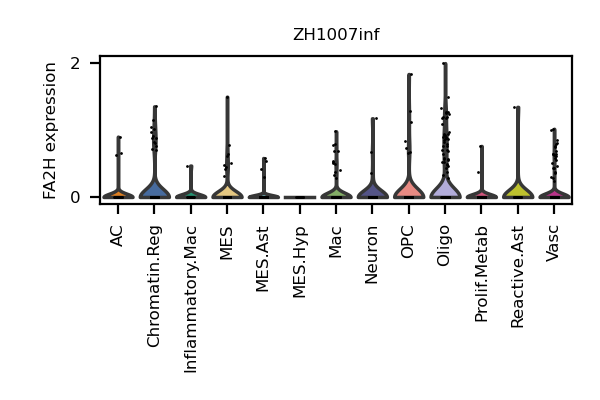 ZH1007inf
FA2H expression
2
0
AC
Chromatin.Reg
Inflammatory.Mac
MES
MES.Ast
MES.Hyp
Mac
Neuron
OPC
Oligo
Prolif.Metab
Reactive.Ast
Vasc